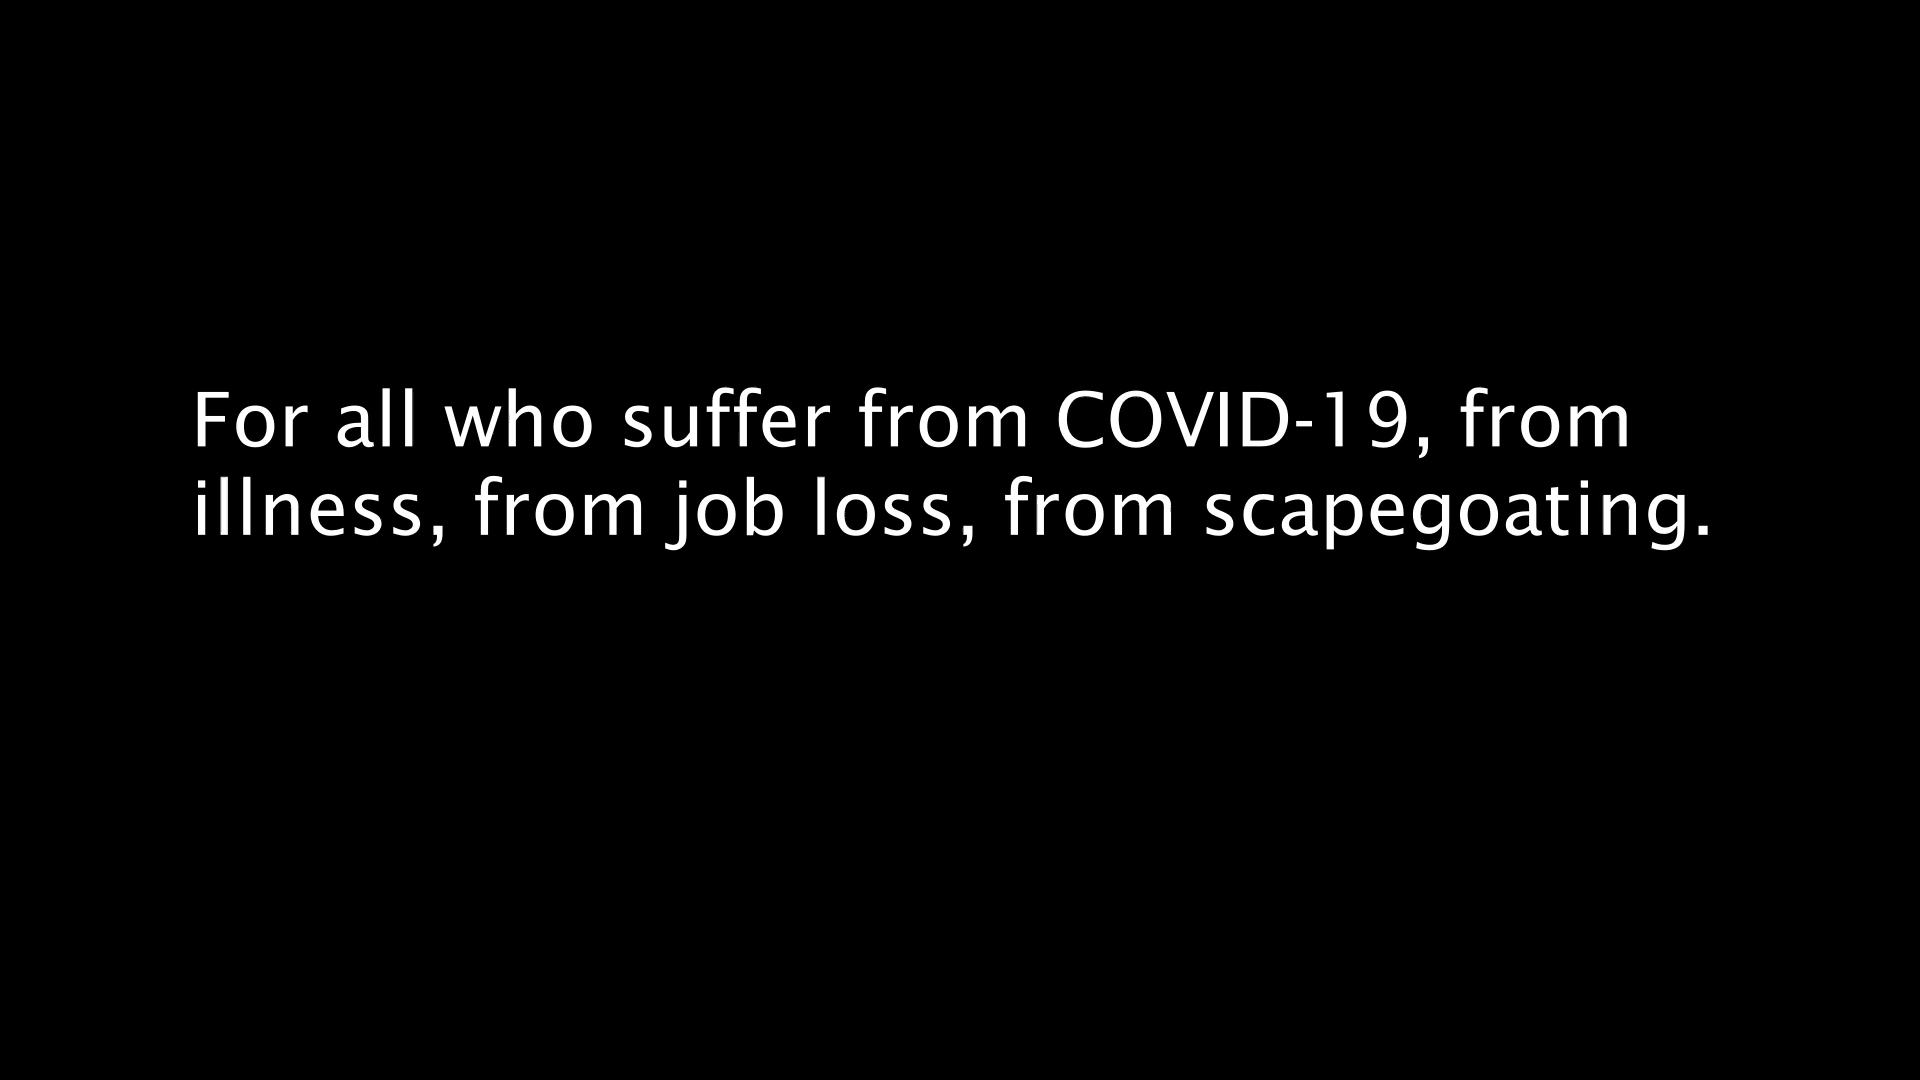 For all who suffer from COVID-19, from
illness, from job loss, from scapegoating.